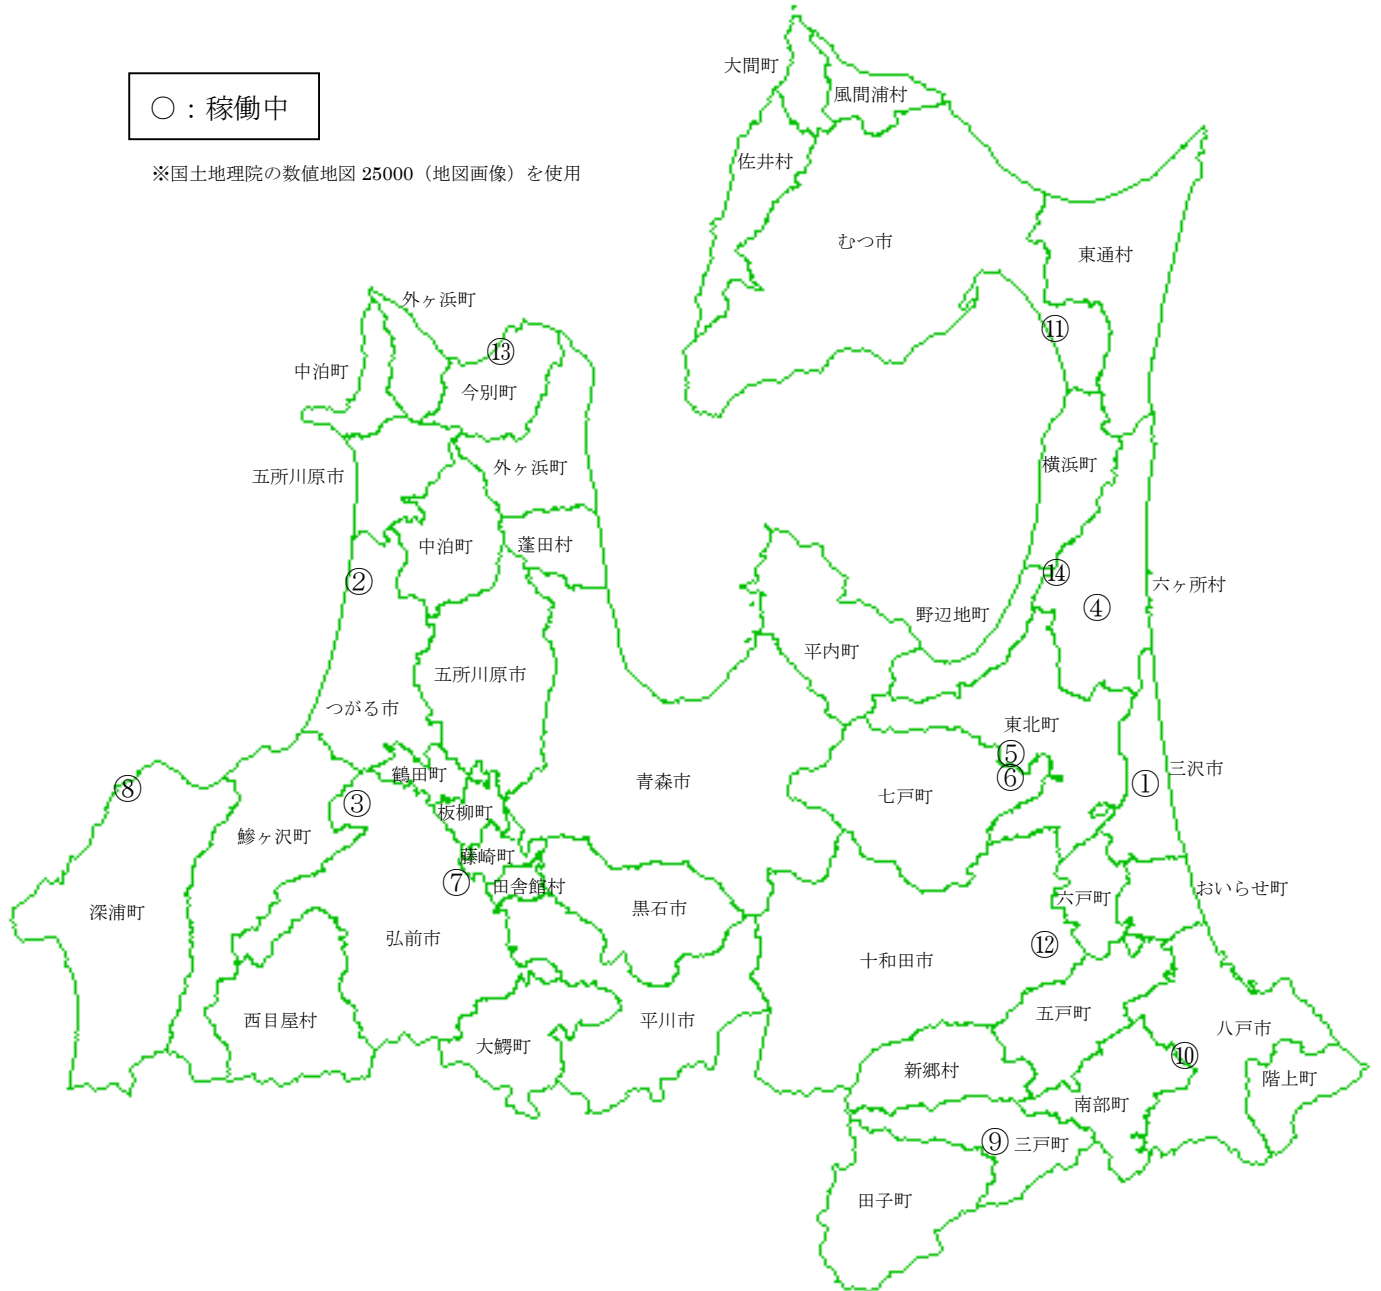 大間町
風間浦村
〇：稼働中
佐井村
※国土地理院の数値地図 25000（地図画像）を使用
むつ市
東通村
外ヶ浜町
⑪
⑬
中泊町
今別町
横浜町
外ヶ浜町
五所川原市
中泊町
蓬田村
②
⑭
六ヶ所村
④
野辺地町
平内町
五所川原市
つがる市
東北町
⑤
三沢市
鶴田町
⑥
青森市
①
⑧
七戸町
③
板柳町
鰺ヶ沢町
藤崎町
⑦
田舎館村
おいらせ町
六戸町
黒石市
深浦町
弘前市
⑫
十和田市
五戸町
西目屋村
平川市
八戸市
大鰐町
⑩
新郷村
階上町
南部町
⑨
三戸町
田子町